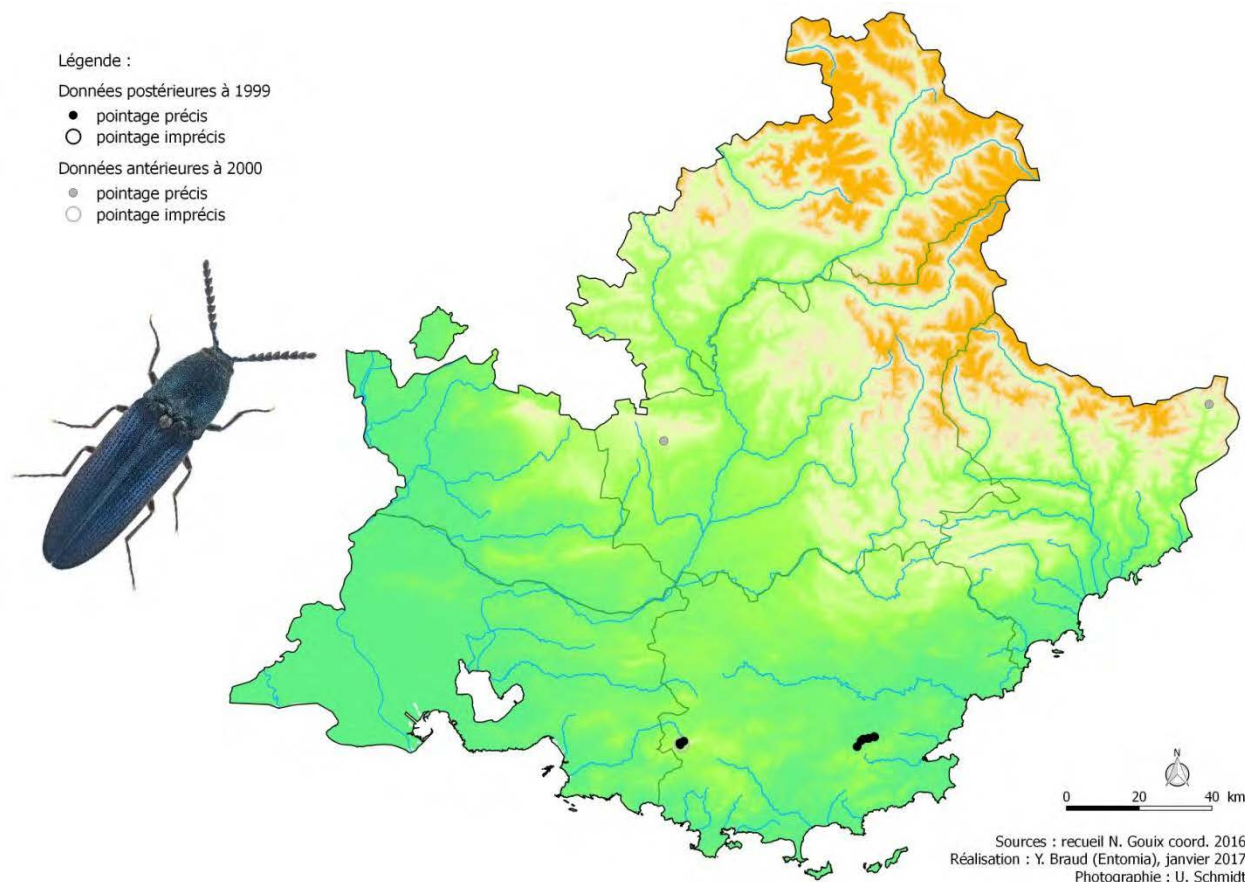 Légende :
Données postérieures à 1999
pointage précis
pointage imprécis
Données antérieures à 2000
pointage précis
pointage imprécis
N
0 20 40 km
Sources : recueil N. Gouix coord. 2016
Réalisation : Y. Braud (Entomia), janvier 2017
Photographie : U. Schmidt